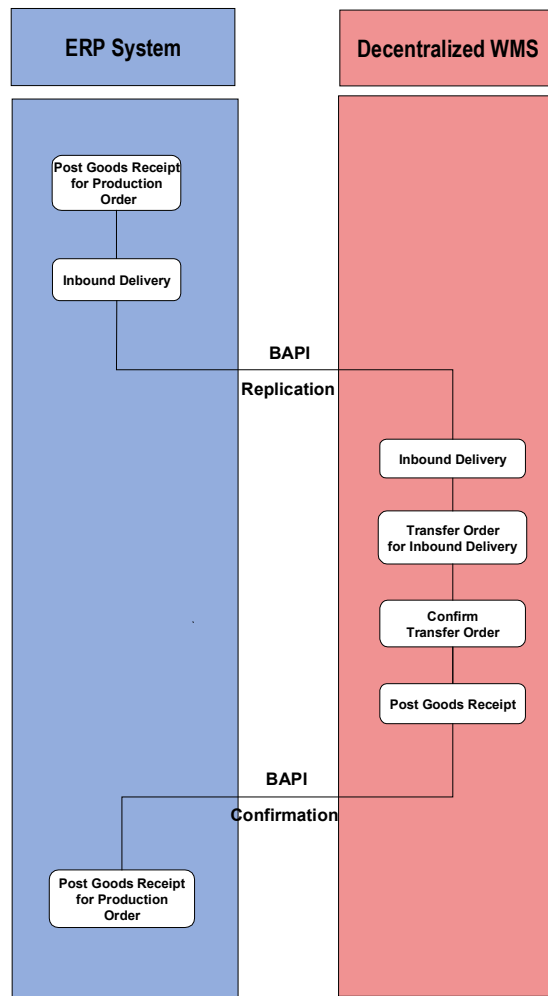 ERP System
Decentralized WMS
Post Goods Receipt
for Production
Order
Inbound Delivery
BAPI
Replication
Inbound Delivery
Transfer Order
for Inbound Delivery
Confirm
Transfer Order
Post Goods Receipt
BAPI
Confirmation
Post Goods Receipt
for Production
Order